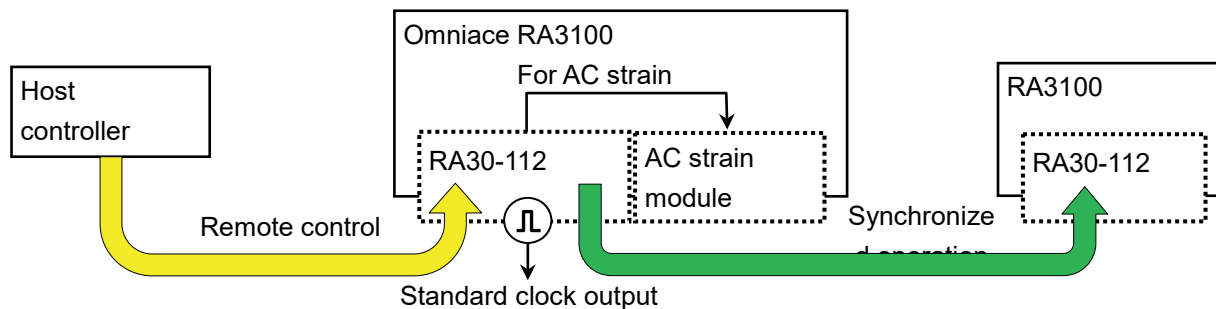 Omniace RA3100
For AC strain
Host
controller
RA3100
RA30-112
AC strain
module
RA30-112
Remote control
Synchronize
d operation
Standard clock output